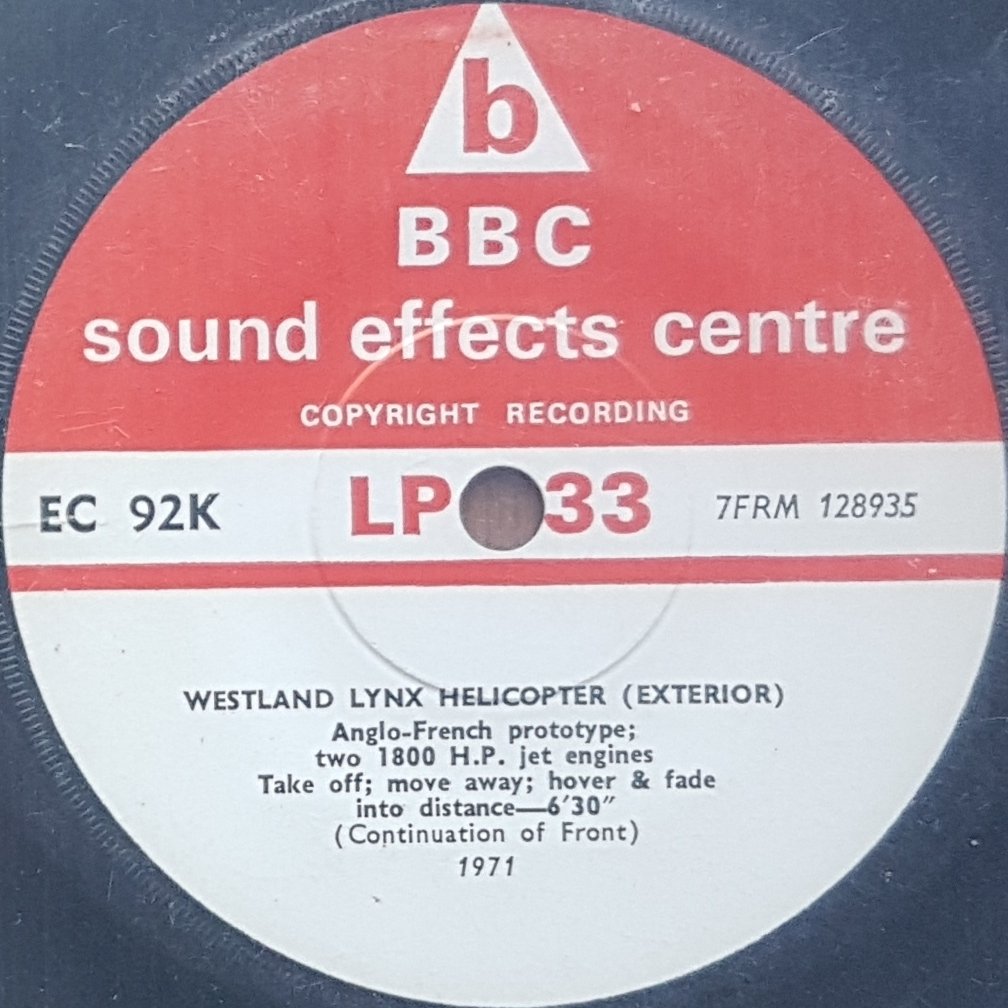 b
BBC
sound effects centre
COPYRIGHT RECORDING
EC 92K LP 33 7FRM 128935
WESTLAND LYNX HELICOPTER (EXTERIOR)
Anglo-French prototype;
two 1800 H.P. jet engines
Take off; move away; hover & fade
into distance—6′30″
(Continuation of Front)
1971